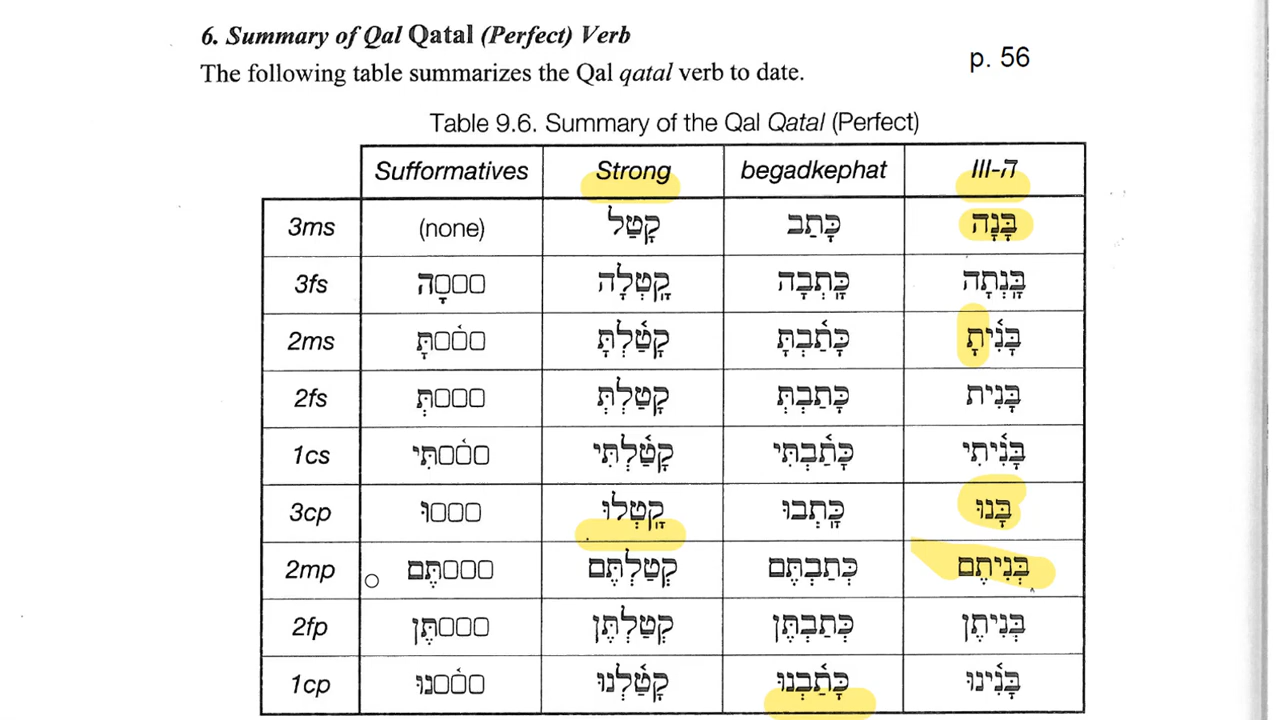 6. Summary of Qal Qatal (Perfect) Verb
p. 56
The following table summarizes the Qal qatal verb to date.
Table 9.6. Summary of the Qal Qatal (Perfect)
Sufformatives Strong begadkephat III-ה
3ms (none) קָטַל כָּתַב בָּנָה
3fs □□□ָה קָֽטְלָה כָּֽתְבָה בָּֽנְתָה
2ms □□֫□תָּ קָטַ֫לְתָּ כָּתַ֫בְתָּ בָּנִ֫יתָ
2fs □□□תְּ קָטַלְתְּ כָּתַבְתְּ בָּנִית
1cs □□֫□תִּי קָטַ֫לְתִּי כָּתַ֫בְתִּי בָּנִ֫יתִי
3cp □□□וּ קָֽטְלוּ כָּֽתְבוּ בָּנוּ
2mp □□□תֶּם קְטַלְתֶּם כְּתַבְתֶּם בְּנִיתֶם
2fp □□□תֶּן קְטַלְתֶּן כְּתַבְתֶּן בְּנִיתֶן
1cp □□֫□נוּ קָטַ֫לְנוּ כָּתַ֫בְנוּ בָּנִ֫ינוּ